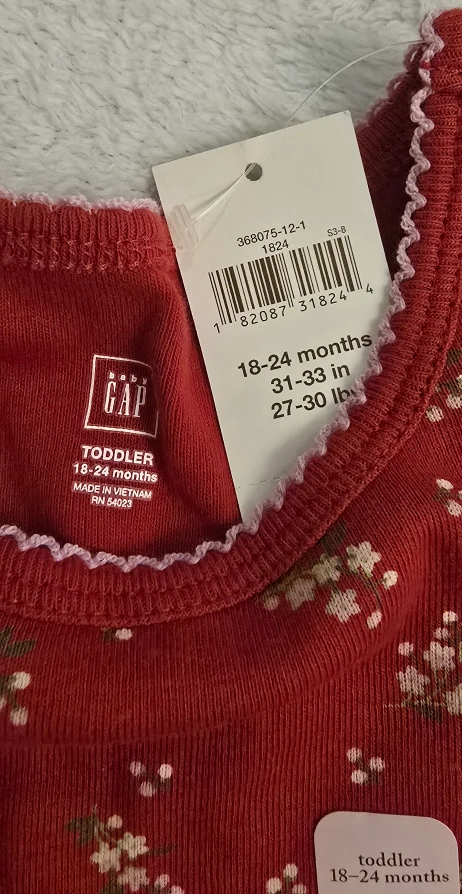 368075-12-1 S3-8
1824
1 82087 31824 4
18-24 months
31-33 in
27-30 lb
baby
GAP
TODDLER
18-24 months
MADE IN VIETNAM
RN 54023
toddler
18–24 months